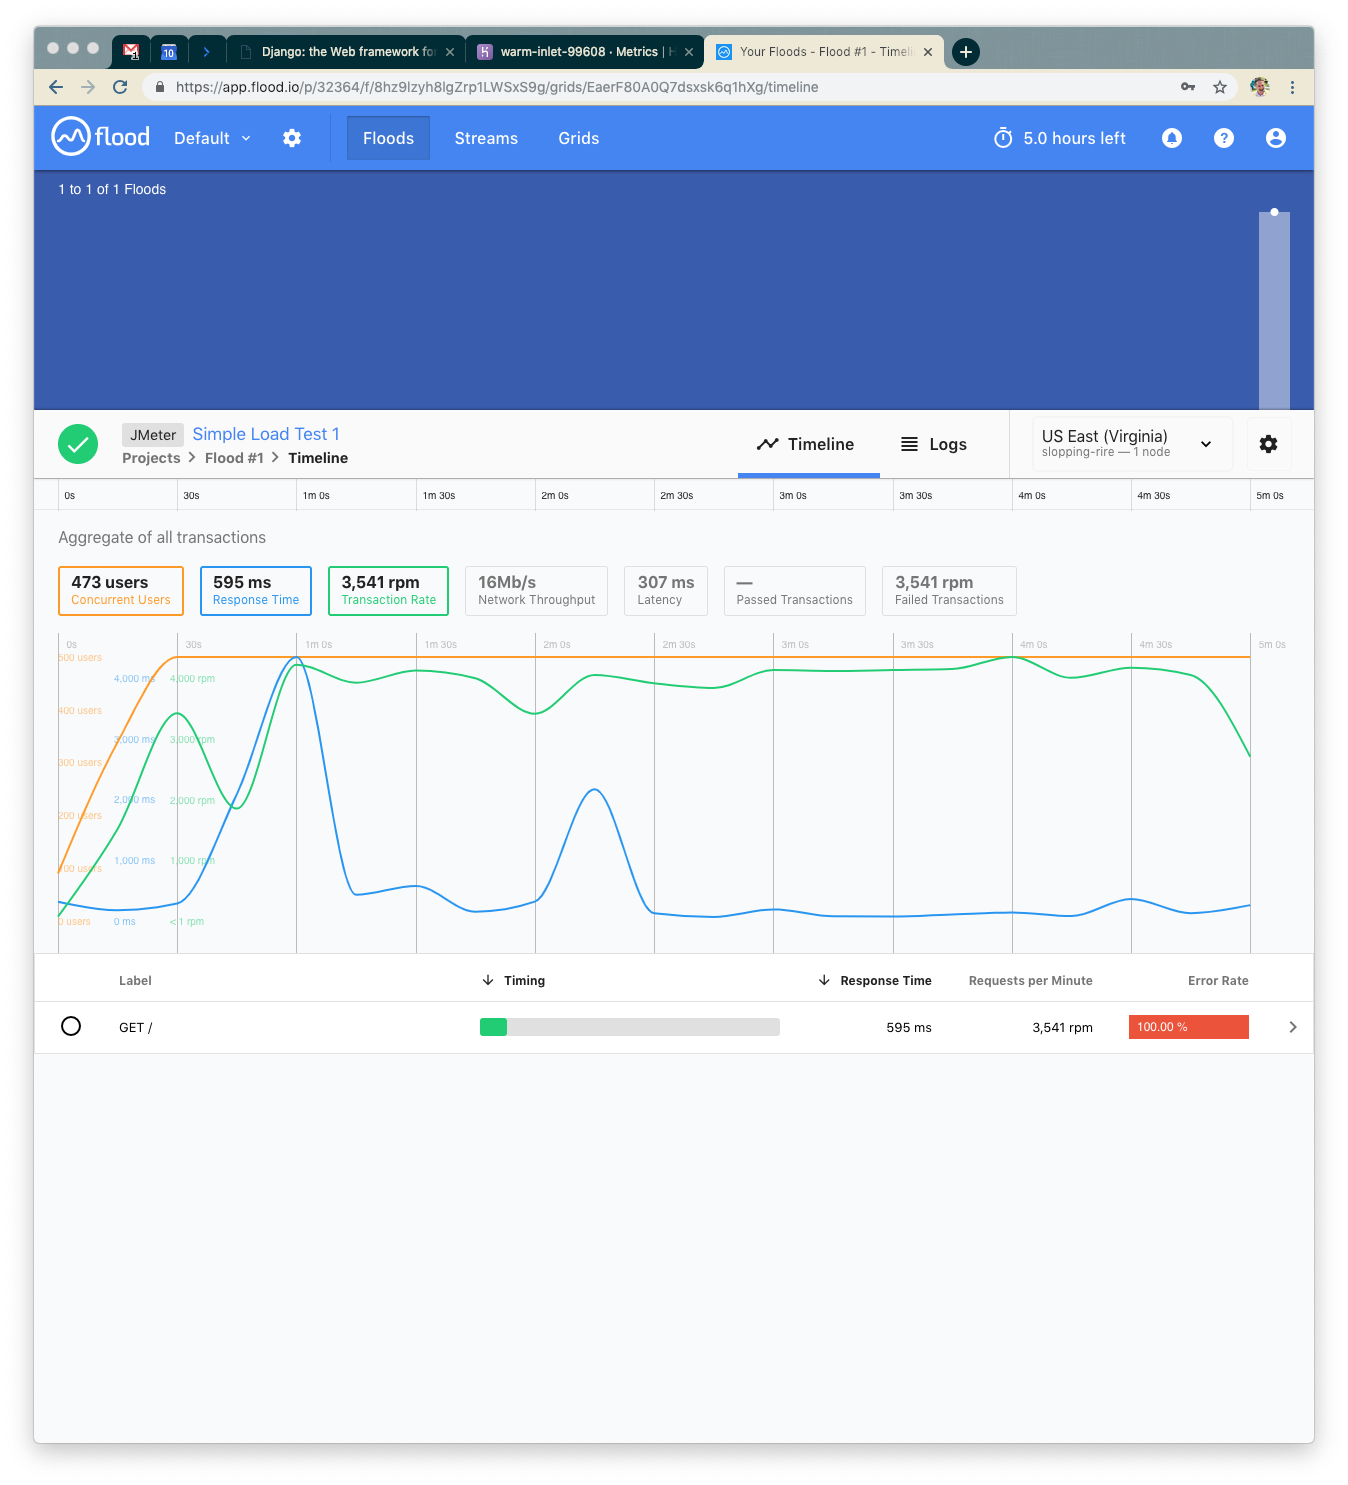 1
10
Django: the Web framework for
warm-inlet-99608 · Metrics | H
Your Floods - Flood #1 - Timeli
https://app.flood.io/p/32364/f/8hz9lzyh8lgZrp1LWSxS9g/grids/EaerF80A0Q7dsxsk6q1hXg/timeline
flood
Default
Floods
Streams
Grids
5.0 hours left
1 to 1 of 1 Floods
JMeter Simple Load Test 1
Projects > Flood #1 > Timeline
Timeline
Logs
US East (Virginia)
slopping-rire — 1 node
0s 30s 1m 0s 1m 30s 2m 0s 2m 30s 3m 0s 3m 30s 4m 0s 4m 30s 5m 0s
Aggregate of all transactions
473 users
Concurrent Users
595 ms
Response Time
3,541 rpm
Transaction Rate
16Mb/s
Network Throughput
307 ms
Latency
—
Passed Transactions
3,541 rpm
Failed Transactions
0s 30s 1m 0s 1m 30s 2m 0s 2m 30s 3m 0s 3m 30s 4m 0s 4m 30s 5m 0s
500 users
4,000 ms 4,000 rpm
400 users
3,000 ms 3,000 rpm
300 users
2,000 ms 2,000 rpm
200 users
1,000 ms 1,000 rpm
100 users
0 users 0 ms < 1 rpm
Label Timing Response Time Requests per Minute Error Rate
GET / 595 ms 3,541 rpm 100.00 %